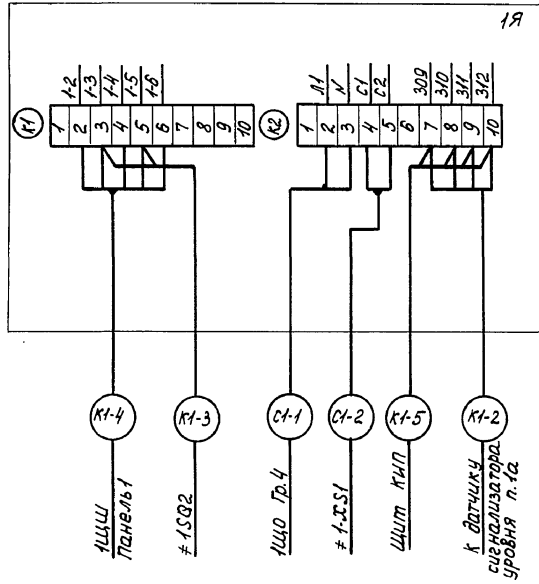 1Я
1-2
1-3
1-4
1-5
1-6
Л1
N
С1
С2
309
310
311
312
К1
1 2 3 4 5 6 7 8 9 10
К2
1 2 3 4 5 6 7 8 9 10
К1-4
К1-3
С1-1
С1-2
К1-5
К1-2
1ЩШ
Панель1
≠1SQ2
1ЩО Гр.4
≠1-XS1
Щит КИП
К датчику
сигнализатора
уровня п.1а